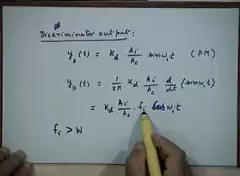 Discriminator output:
y_D(t) = K_d A_i/A_c sin ω_i t (PM)
y_D(t) = 1/2π K_d A_i/A_c d/dt (sin ω_i t)
= K_d A_i/A_c . f_i cos ω_i t
f_i > W